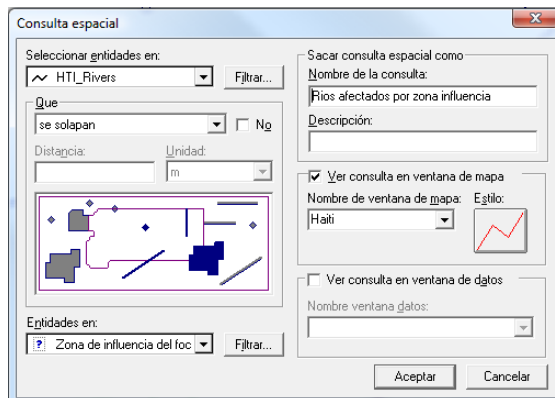 Consulta espacial
Seleccionar entidades en:
HTI_Rivers
Filtrar...
Que
se solapan
No
Distancia:
Unidad:
m
Entidades en:
Zona de influencia del foc
Filtrar...
Sacar consulta espacial como
Nombre de la consulta:
Rios afectados por zona influencia
Descripción:
Ver consulta en ventana de mapa
Nombre de ventana de mapa:
Estilo:
Haiti
Ver consulta en ventana de datos
Nombre ventana datos:
Aceptar
Cancelar